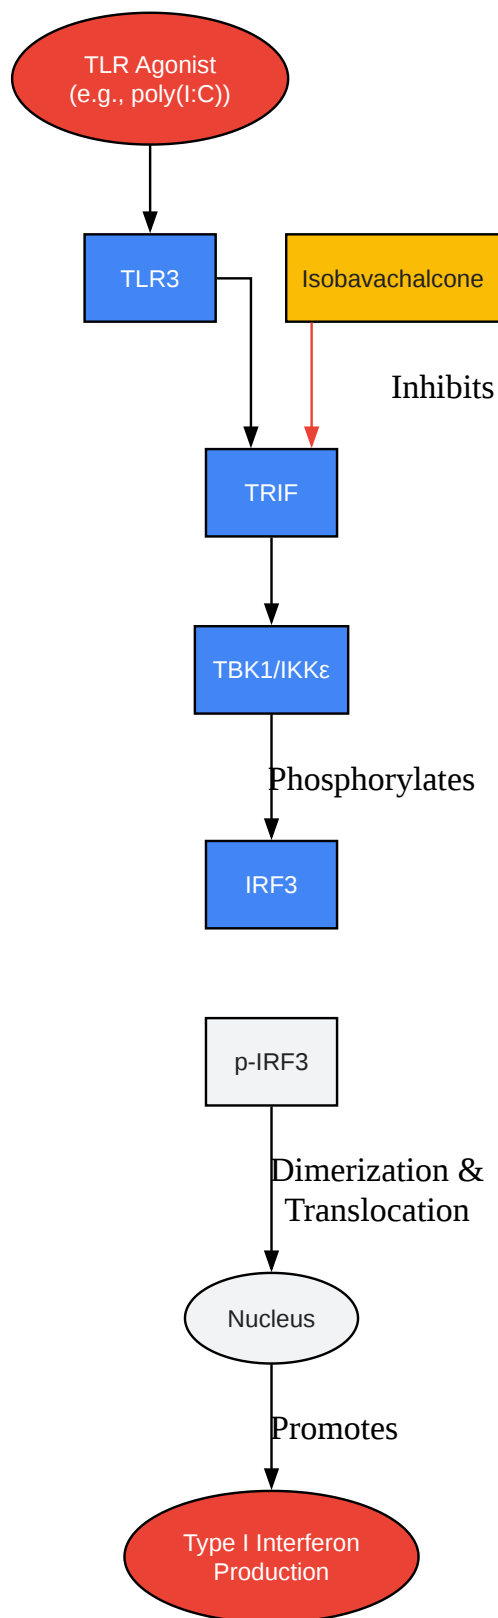 TLR Agonist
(e.g., poly(I:C))
TLR3
Isobavachalcone
Inhibits
TRIF
TBK1/IKKε
Phosphorylates
IRF3
p-IRF3
Dimerization &
Translocation
Nucleus
Promotes
Type I Interferon
Production